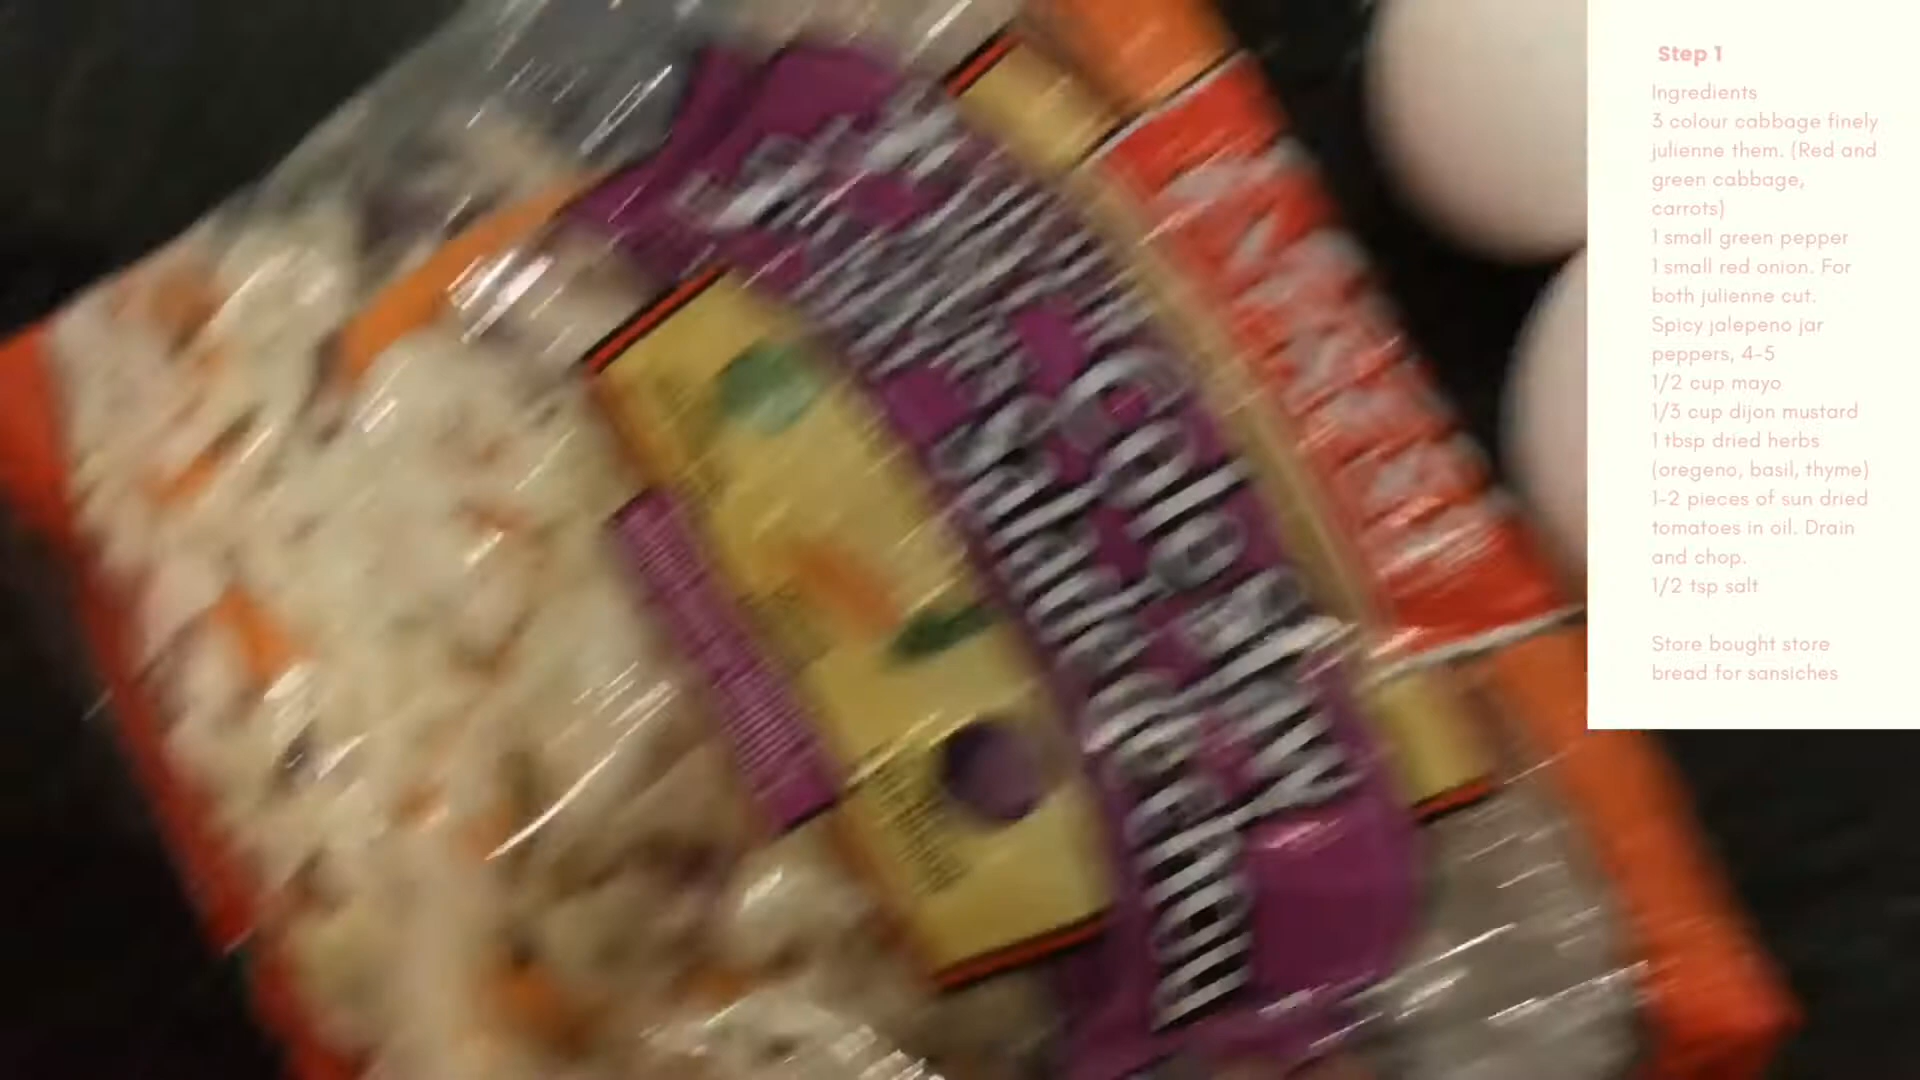 Step 1
Ingredients
3 colour cabbage finely
julienne them. (Red and
green cabbage,
carrots)
1 small green pepper
1 small red onion. For
both julienne cut.
Spicy jalepeno jar
peppers, 4-5
1/2 cup mayo
1/3 cup dijon mustard
1 tbsp dried herbs
(oregeno, basil, thyme)
1-2 pieces of sun dried
tomatoes in oil. Drain
and chop.
1/2 tsp salt
Store bought store
bread for sansiches
Coleslaw